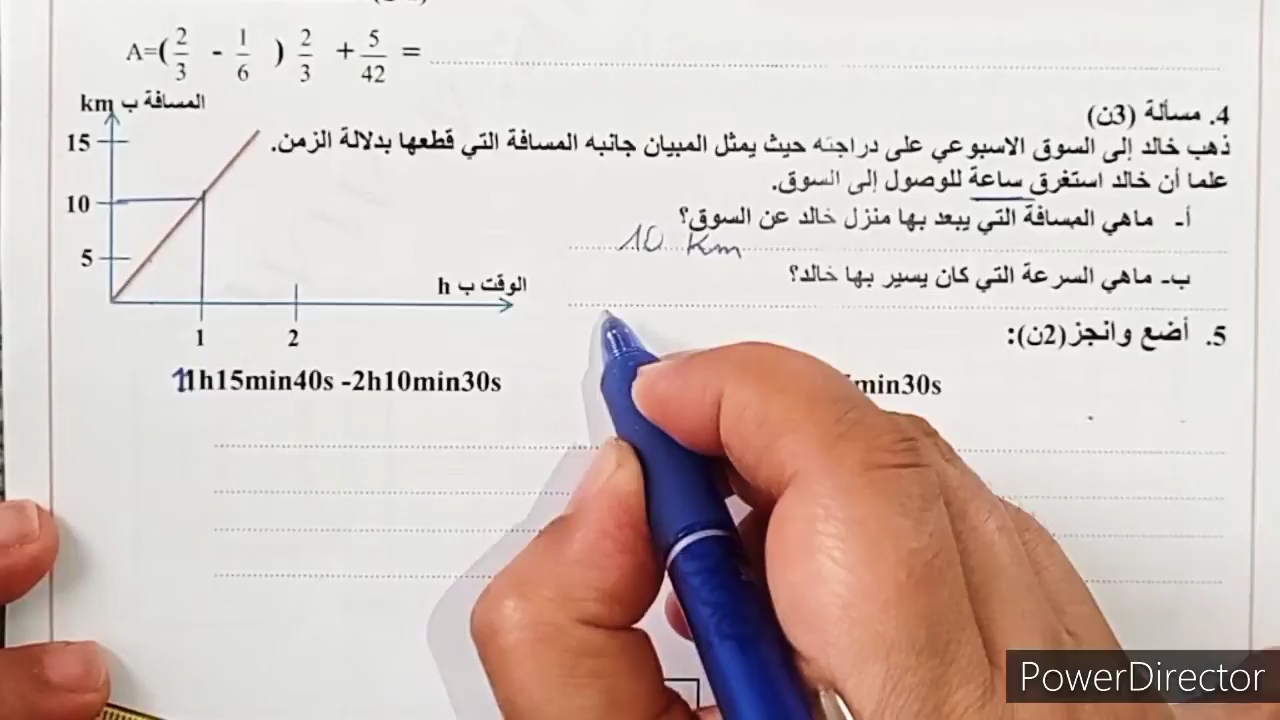 A=( 2/3 - 1/6 ) 2/3 + 5/42 =
4. مسألة (3ن)
ذهب خالد إلى السوق الاسبوعي على دراجته حيث يمثل المبيان جانبه المسافة التي قطعها بدلالة الزمن.
علما أن خالد استغرق ساعة للوصول إلى السوق.
أ- ماهي المسافة التي يبعد بها منزل خالد عن السوق؟
10 Km
ب- ماهي السرعة التي كان يسير بها خالد؟
المسافة ب km
15
10
5
الوقت ب h
1
2
5. أضع وانجز(2ن):
11h15min40s -2h10min30s
min30s
PowerDirector